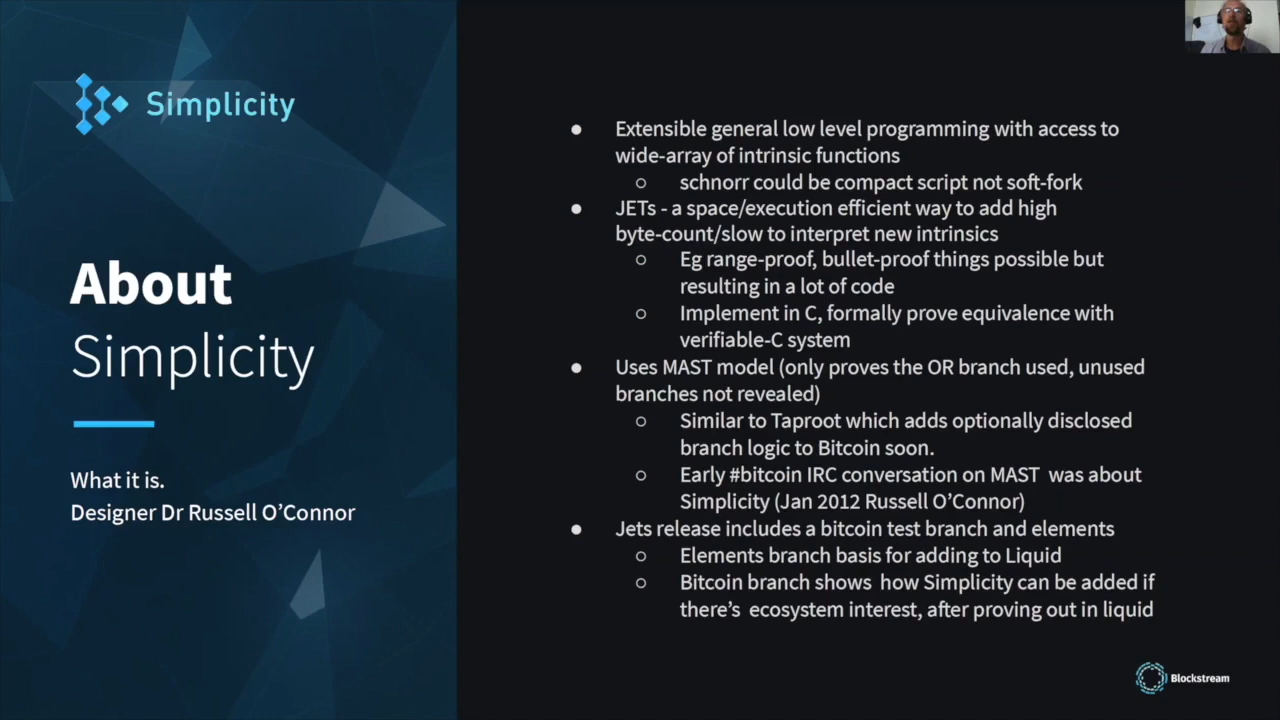 Simplicity
About
Simplicity
What it is.
Designer Dr Russell O’Connor
● Extensible general low level programming with access to
wide-array of intrinsic functions
○ schnorr could be compact script not soft-fork
● JETs - a space/execution efficient way to add high
byte-count/slow to interpret new intrinsics
○ Eg range-proof, bullet-proof things possible but
resulting in a lot of code
○ Implement in C, formally prove equivalence with
verifiable-C system
● Uses MAST model (only proves the OR branch used, unused
branches not revealed)
○ Similar to Taproot which adds optionally disclosed
branch logic to Bitcoin soon.
○ Early #bitcoin IRC conversation on MAST was about
Simplicity (Jan 2012 Russell O’Connor)
● Jets release includes a bitcoin test branch and elements
○ Elements branch basis for adding to Liquid
○ Bitcoin branch shows how Simplicity can be added if
there’s ecosystem interest, after proving out in liquid
Blockstream